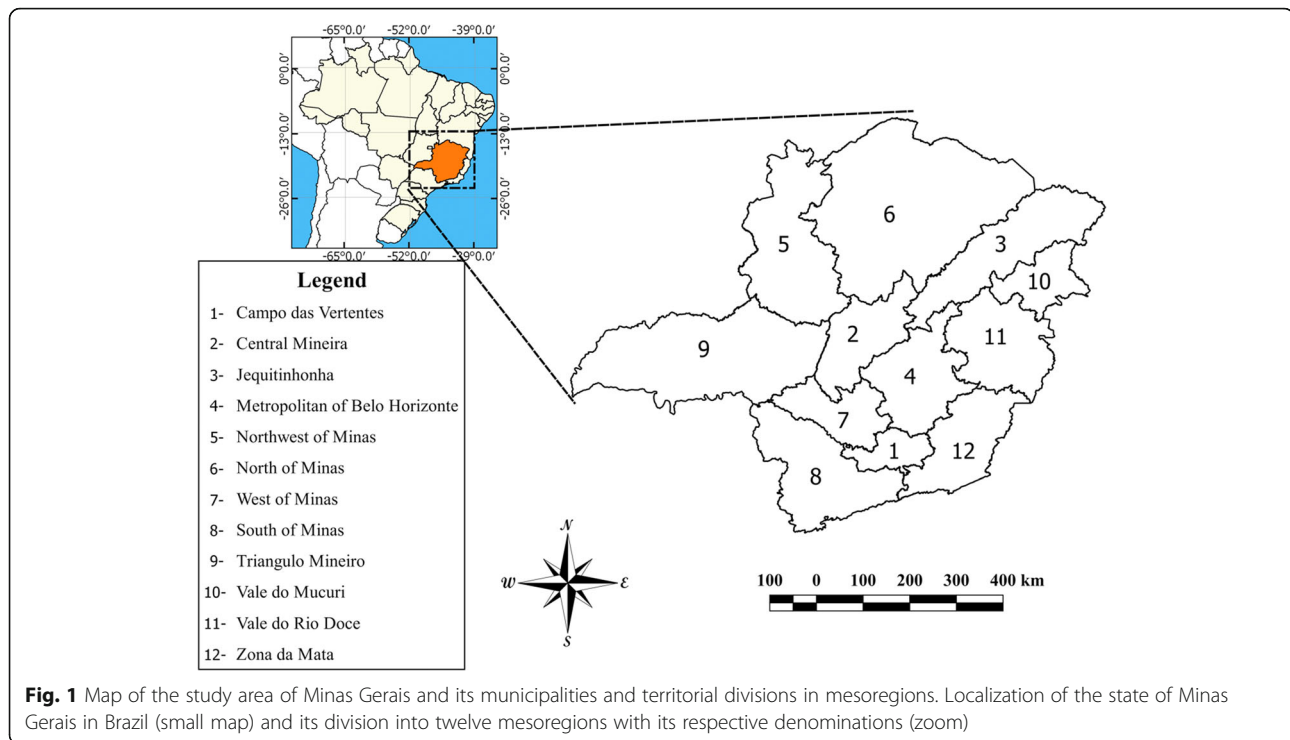 -65°0.0′ -52°0.0′ -39°0.0′
0°0.0′ 0°0.0′
-13°0.0′ -13°0.0′
-26°0.0′ -26°0.0′
-65°0.0′ -52°0.0′ -39°0.0′
Legend
1- Campo das Vertentes
2- Central Mineira
3- Jequitinhonha
4- Metropolitan of Belo Horizonte
5- Northwest of Minas
6- North of Minas
7- West of Minas
8- South of Minas
9- Triangulo Mineiro
10- Vale do Mucuri
11- Vale do Rio Doce
12- Zona da Mata
6
5
3
10
2
11
9
4
7
1
12
8
N
W E
S
100 0 100 200 300 400 km
Fig. 1 Map of the study area of Minas Gerais and its municipalities and territorial divisions in mesoregions. Localization of the state of Minas
Gerais in Brazil (small map) and its division into twelve mesoregions with its respective denominations (zoom)